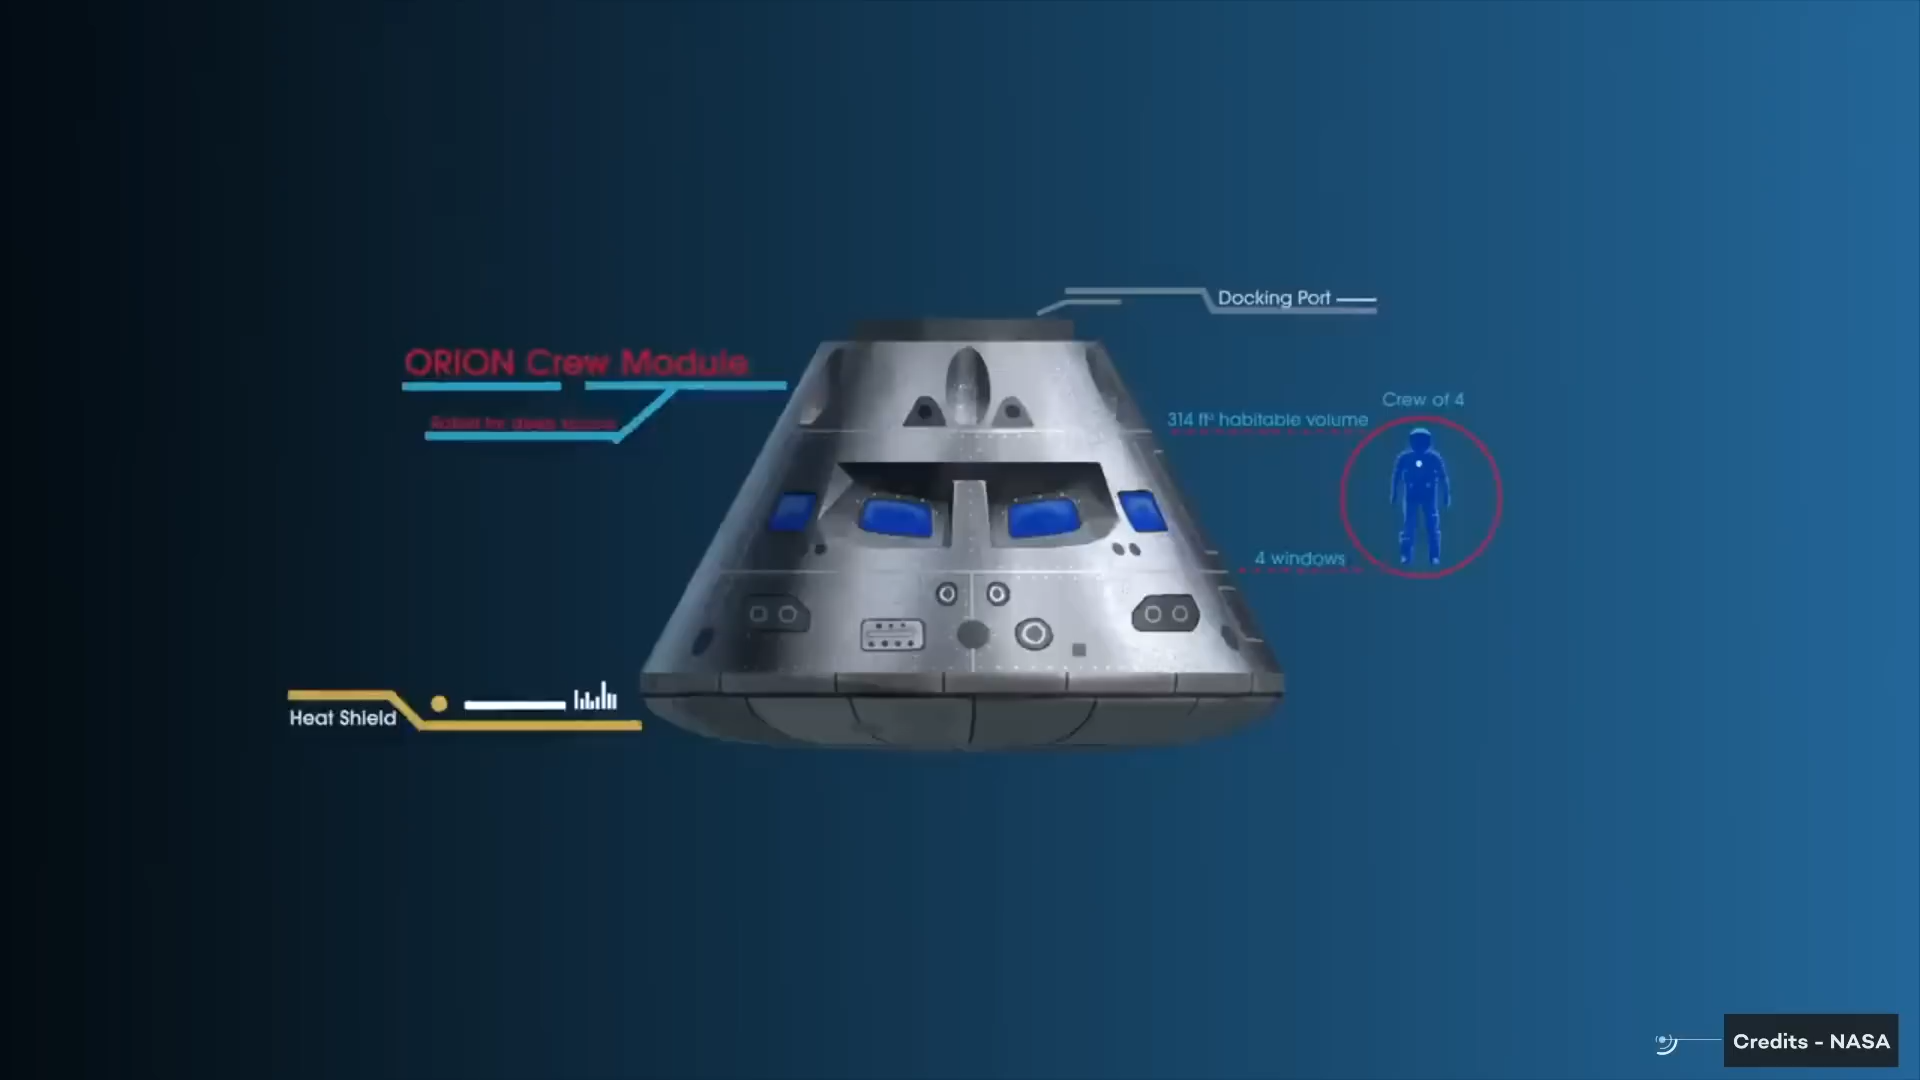 Docking Port
ORION Crew Module
Crew of 4
314 ft³ habitable volume
4 windows
Heat Shield
Credits - NASA